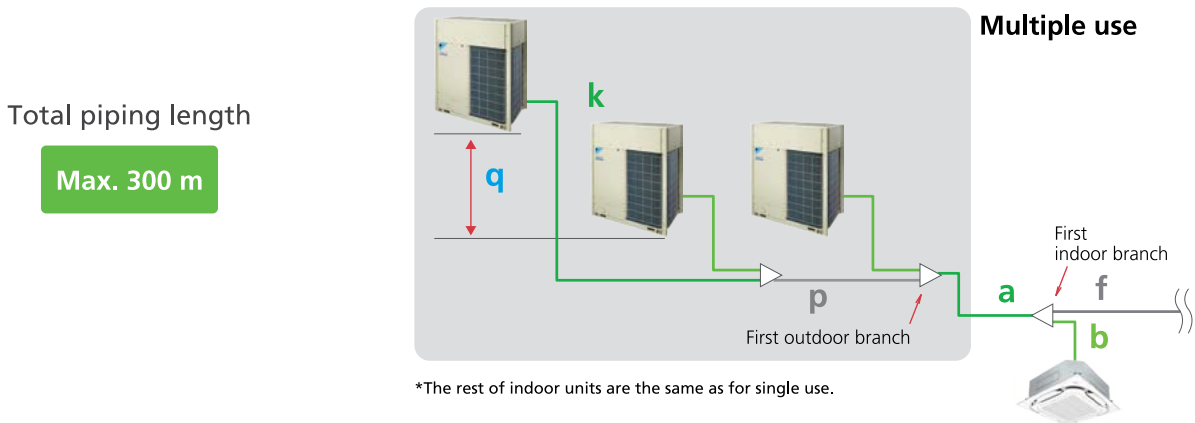 Multiple use
Total piping length
Max. 300 m
k
q
p
First outdoor branch
First
indoor branch
a
f
b
*The rest of indoor units are the same as for single use.